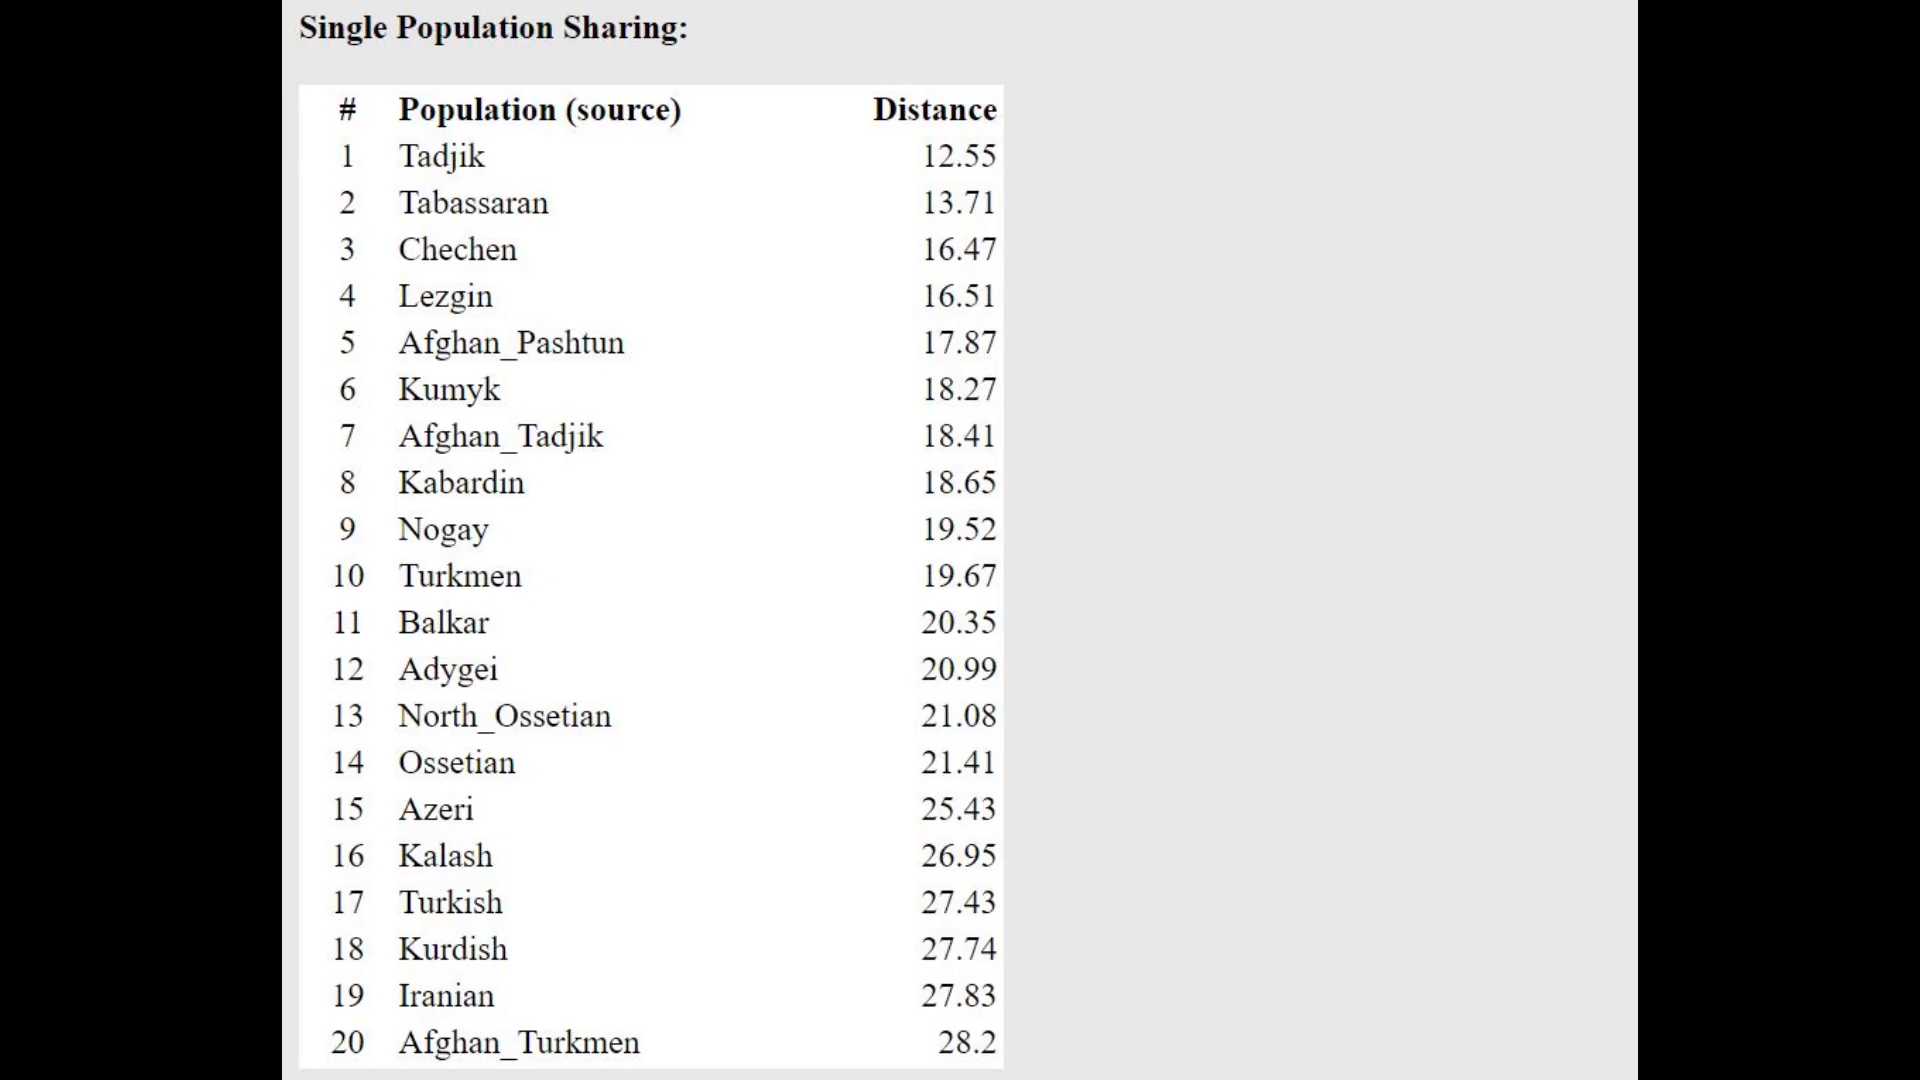 Single Population Sharing:
# Population (source) Distance
1 Tadjik 12.55
2 Tabassaran 13.71
3 Chechen 16.47
4 Lezgin 16.51
5 Afghan_Pashtun 17.87
6 Kumyk 18.27
7 Afghan_Tadjik 18.41
8 Kabardin 18.65
9 Nogay 19.52
10 Turkmen 19.67
11 Balkar 20.35
12 Adygei 20.99
13 North_Ossetian 21.08
14 Ossetian 21.41
15 Azeri 25.43
16 Kalash 26.95
17 Turkish 27.43
18 Kurdish 27.74
19 Iranian 27.83
20 Afghan_Turkmen 28.2